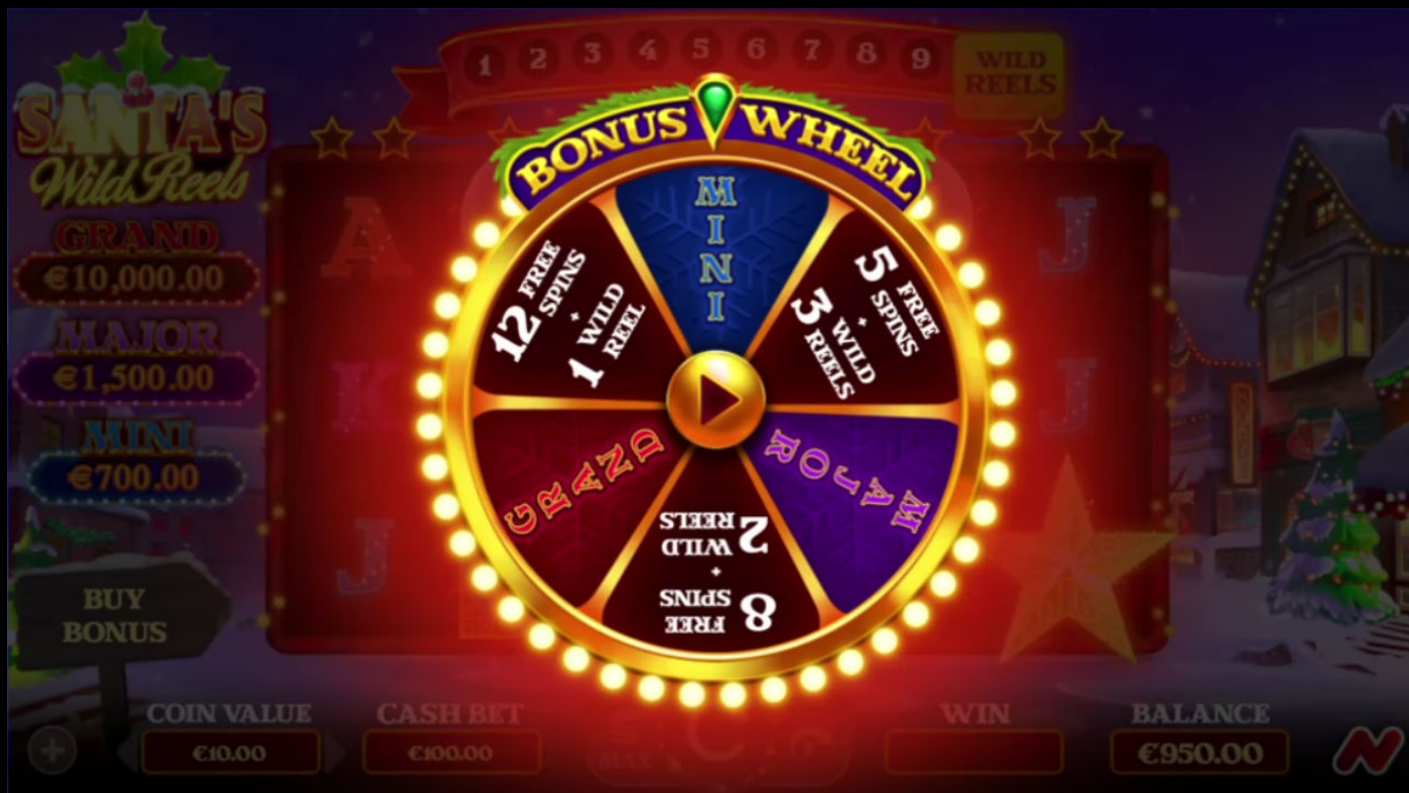 1 2 3 4 5 6 7 8 9
WILD
REELS
SANTA'S
Wild Reels
GRAND
€10,000.00
MAJOR
€1,500.00
MINI
€700.00
BUY
BONUS
BONUS WHEEL
MINI
5 FREE
SPINS
+
3 WILD
REELS
MAJOR
8 FREE
SPINS
+
2 WILD
REELS
GRAND
12 FREE
SPINS
+
1 WILD
REEL
A
K
J
J
J
COIN VALUE
€10.00
CASH BET
€100.00
MAX
WIN
BALANCE
€950.00
N